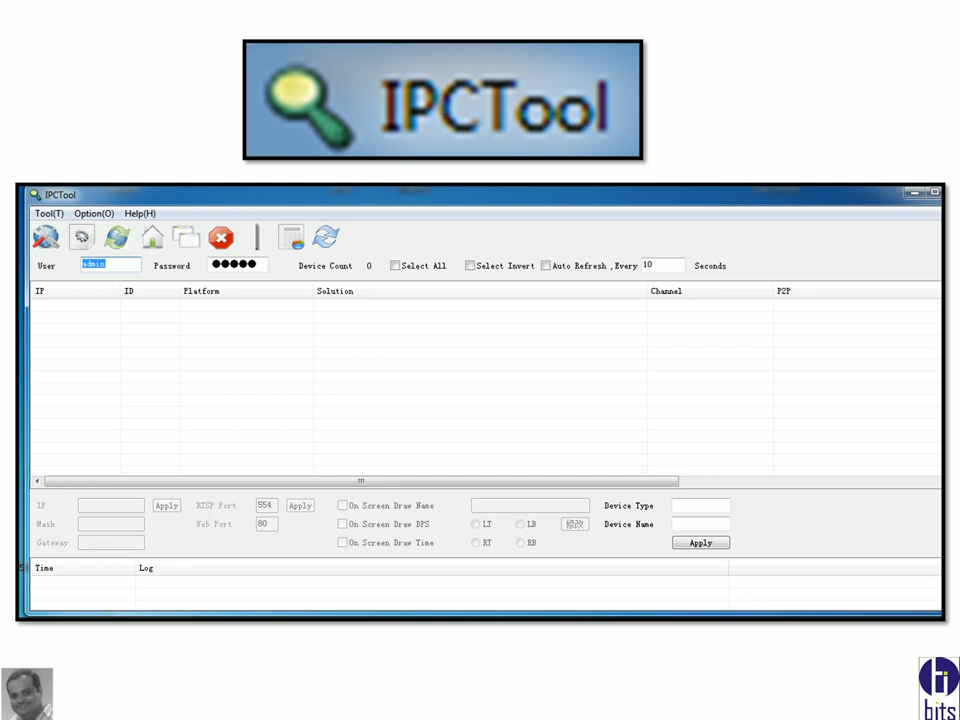 IPCTool
IPCTool
Tool(T) Option(O) Help(H)
User admin Password ●●●●● Device Count 0 Select All Select Invert Auto Refresh ,Every 10 Seconds
IP ID Platform Solution Channel P2P
IP Apply RTSP Port 554 Apply On Screen Draw Name Device Type
Mask Web Port 80 On Screen Draw BPS LT LB 修改 Device Name
Gateway On Screen Draw Time RT RB Apply
Time Log
bits